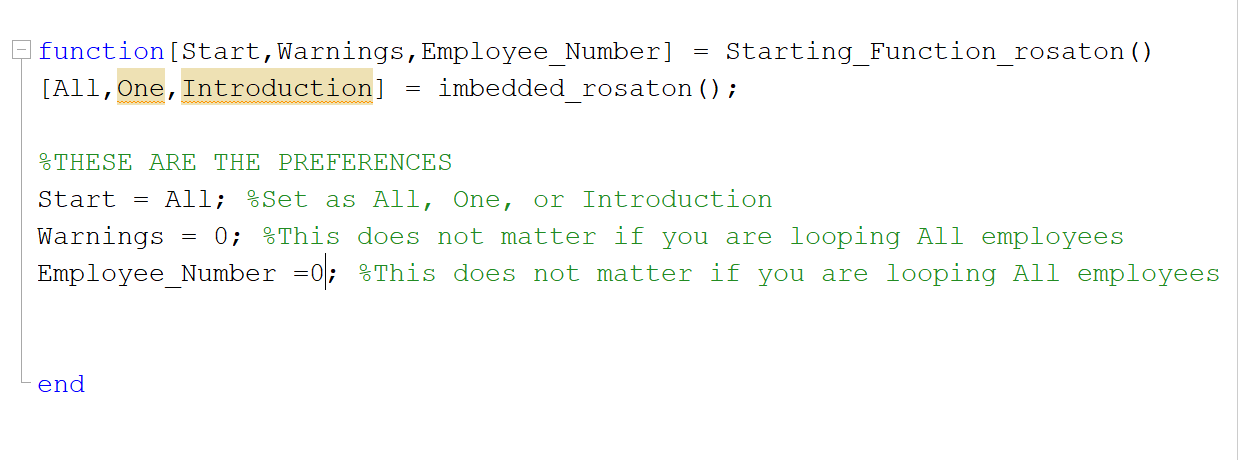 function[Start,Warnings,Employee_Number] = Starting_Function_rosaton()
[All,One,Introduction] = imbedded_rosaton();
%THESE ARE THE PREFERENCES
Start = All; %Set as All, One, or Introduction
Warnings = 0; %This does not matter if you are looping All employees
Employee_Number =0; %This does not matter if you are looping All employees
end